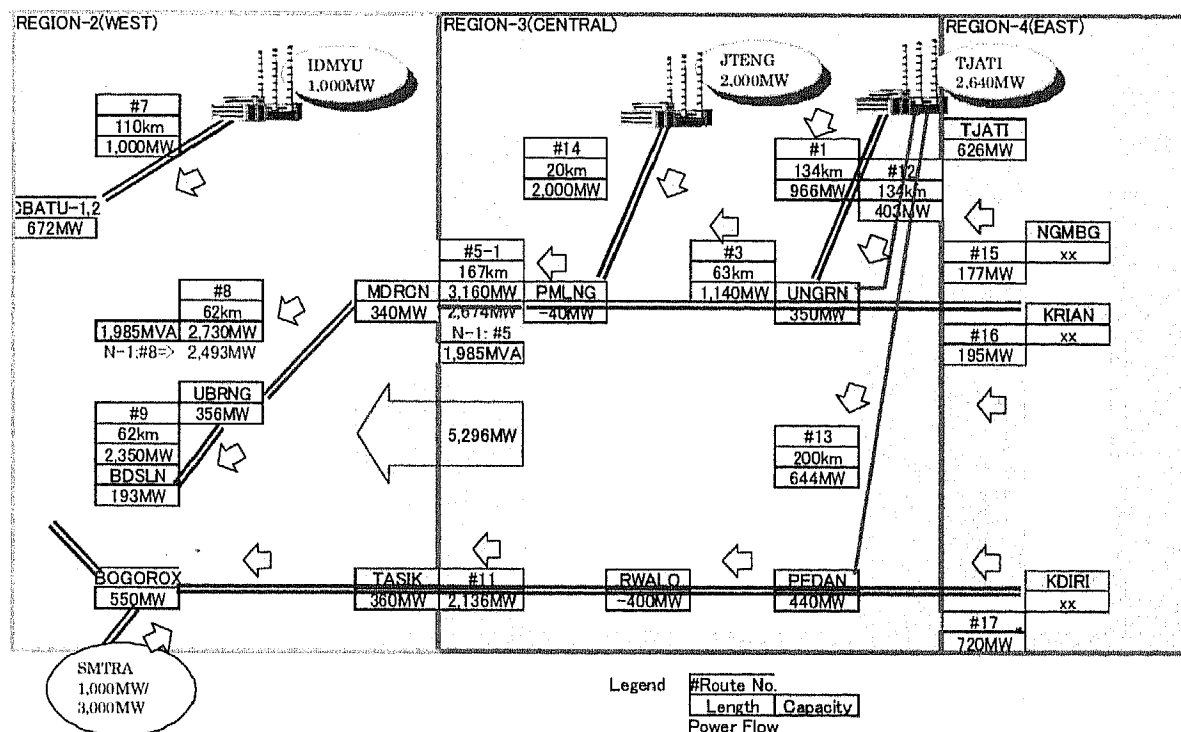 REGION-2(WEST)
REGION-3(CENTRAL)
REGION-4(EAST)
IDMYU
1,000MW
JTENG
2,000MW
TJATI
2,640MW
#7
110km
1,000MW
#14
20km
2,000MW
#1
134km
966MW
#12
134km
403MW
TJATI
626MW
OBATU-1,2
672MW
NGMBG
xx
#15
177MW
#5-1
167km
3,160MW
2,674MW
N-1: #5
1,985MVA
#3
63km
1,140MW
#8
62km
1,985MVA 2,730MW
N-1:#8=> 2,493MW
MDRCN
340MW
PMLNG
-40MW
UNGRN
350MW
KRIAN
xx
#16
195MW
UBRNG
356MW
#9
62km
2,350MW
BDSLN
193MW
5,296MW
#13
200km
644MW
BOGOROX
550MW
TASIK
360MW
#11
2,136MW
RWALO
-400MW
PEDAN
440MW
KDIRI
xx
#17
720MW
SMTRA
1,000MW/
3,000MW
Legend
#Route No.
Length Capacity
Power Flow